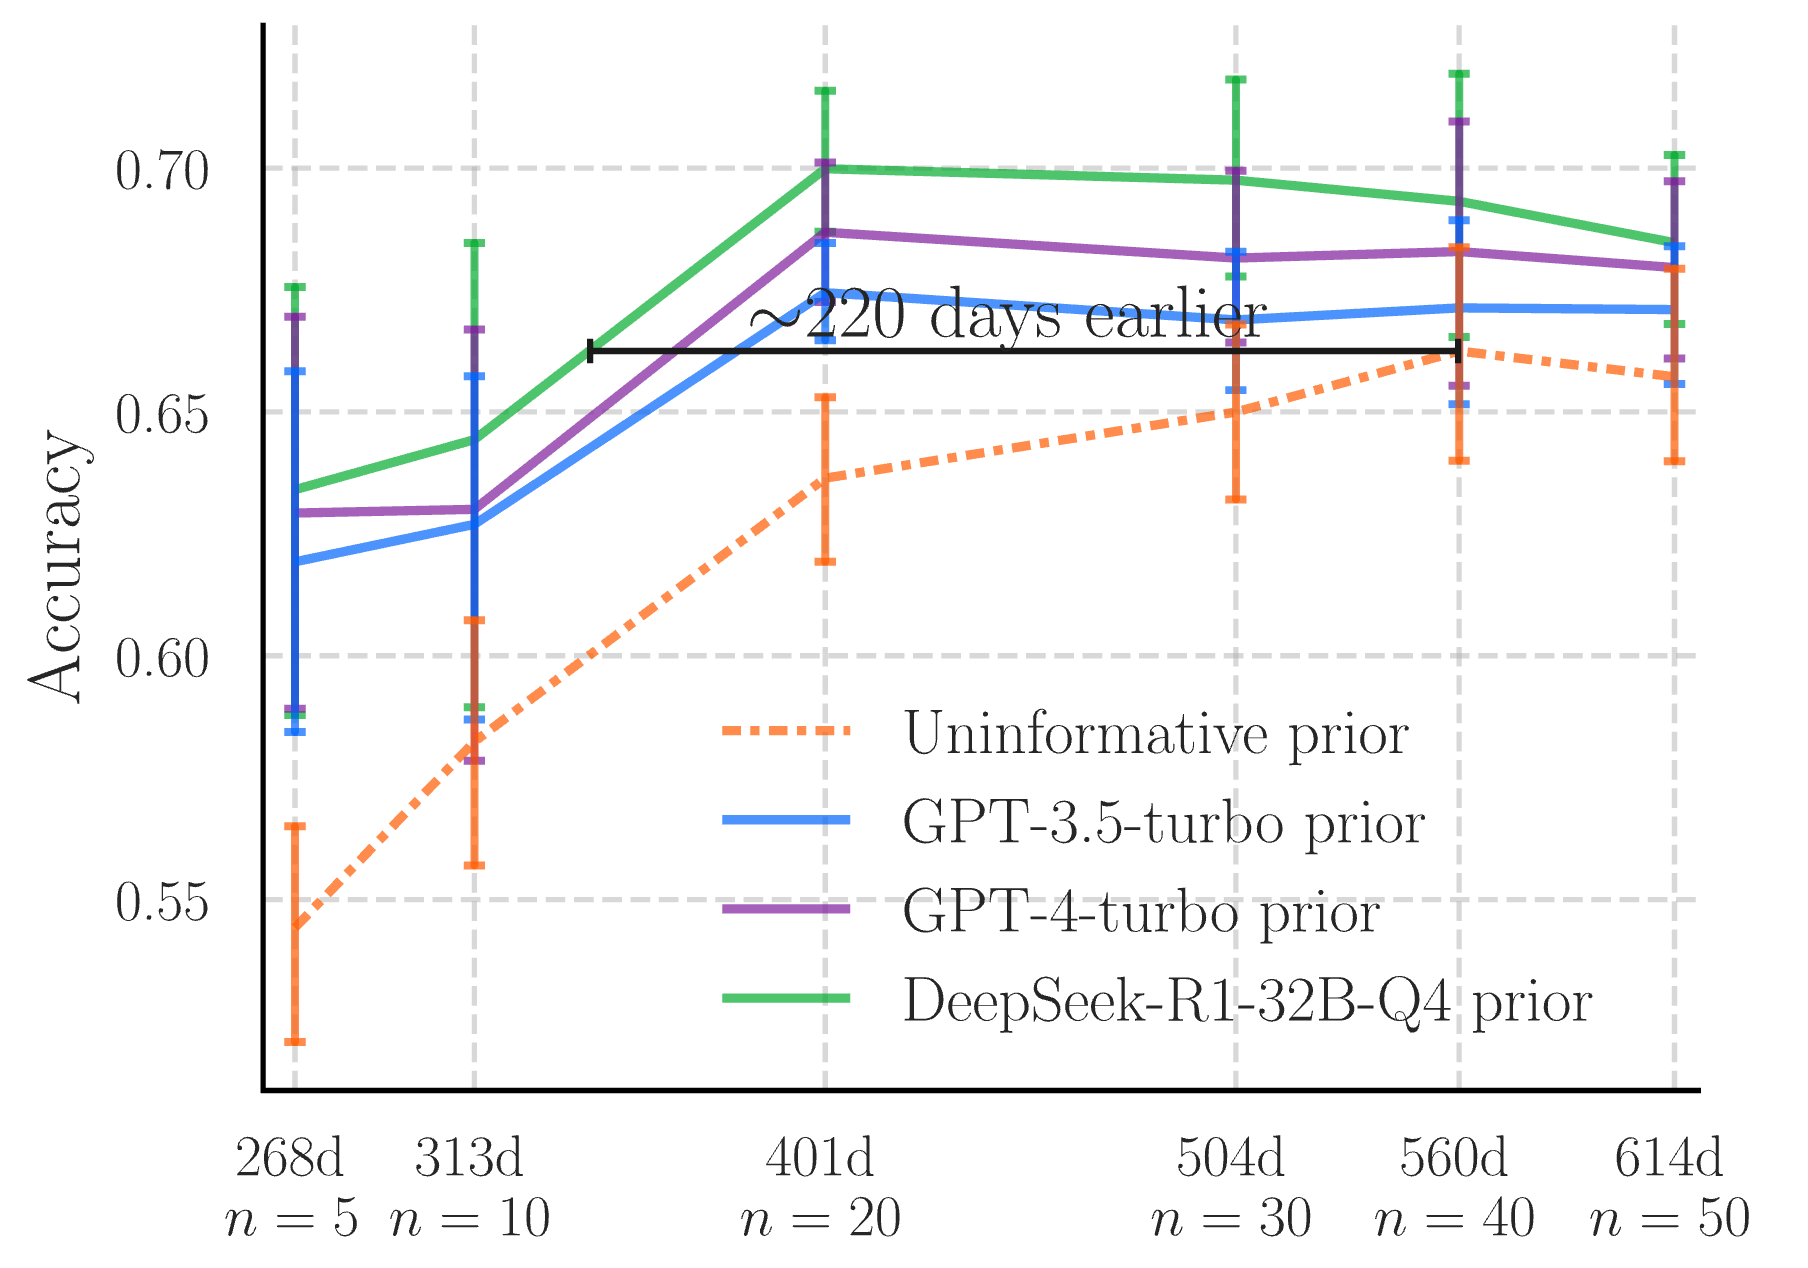 Accuracy
0.70
0.65
0.60
0.55
~220 days earlier
Uninformative prior
GPT-3.5-turbo prior
GPT-4-turbo prior
DeepSeek-R1-32B-Q4 prior
268d 313d 401d 504d 560d 614d
n = 5 n = 10 n = 20 n = 30 n = 40 n = 50